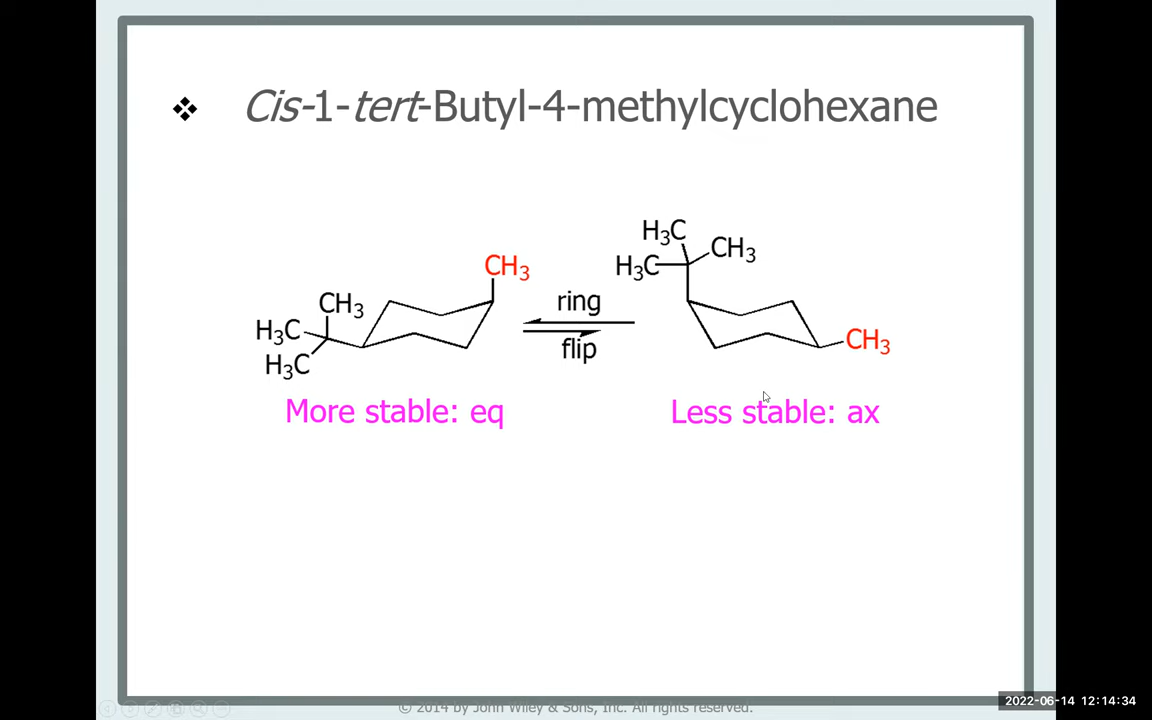 ❖ Cis-1-tert-Butyl-4-methylcyclohexane
CH₃
CH₃
H₃C
H₃C
More stable: eq
ring
flip
H₃C
CH₃
H₃C
CH₃
Less stable: ax
© 2014 by John Wiley & Sons, Inc. All rights reserved.
2022-06-14 12:14:34